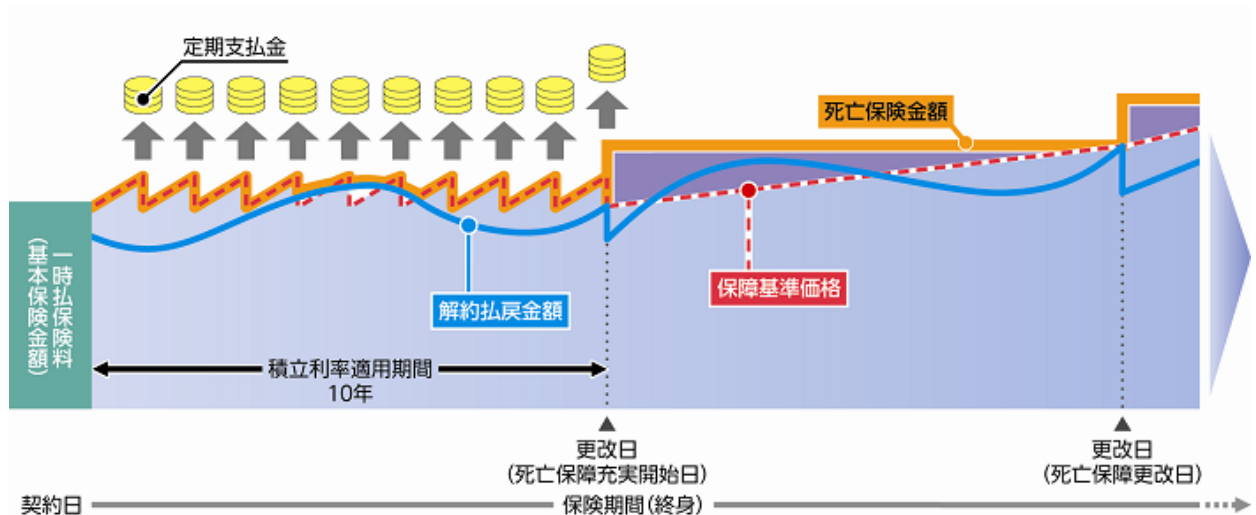 定期支払金
死亡保険金額
一時払保険料
(基本保険金額)
解約払戻金額
保障基準価格
積立利率適用期間
10年
更改日
(死亡保障充実開始日)
更改日
(死亡保障更改日)
契約日
保険期間(終身)